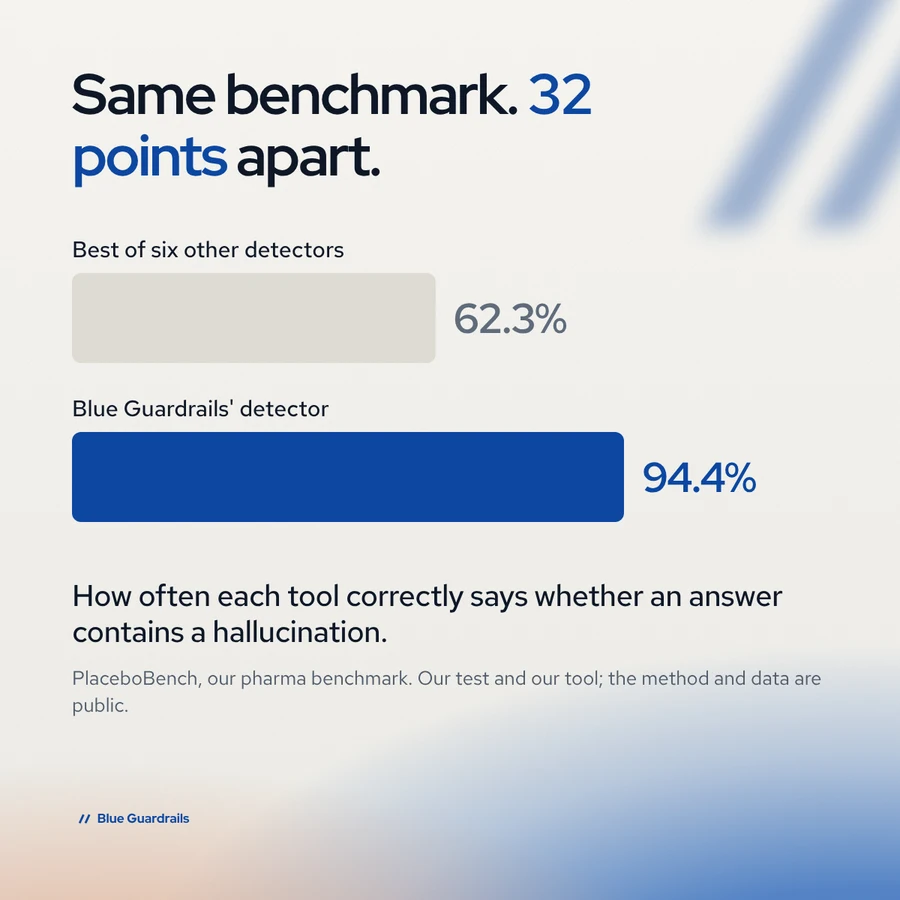 Same benchmark. 32
points apart.
Best of six other detectors
62.3%
Blue Guardrails' detector
94.4%
How often each tool correctly says whether an answer
contains a hallucination.
PlaceboBench, our pharma benchmark. Our test and our tool; the method and data are
public.
// Blue Guardrails